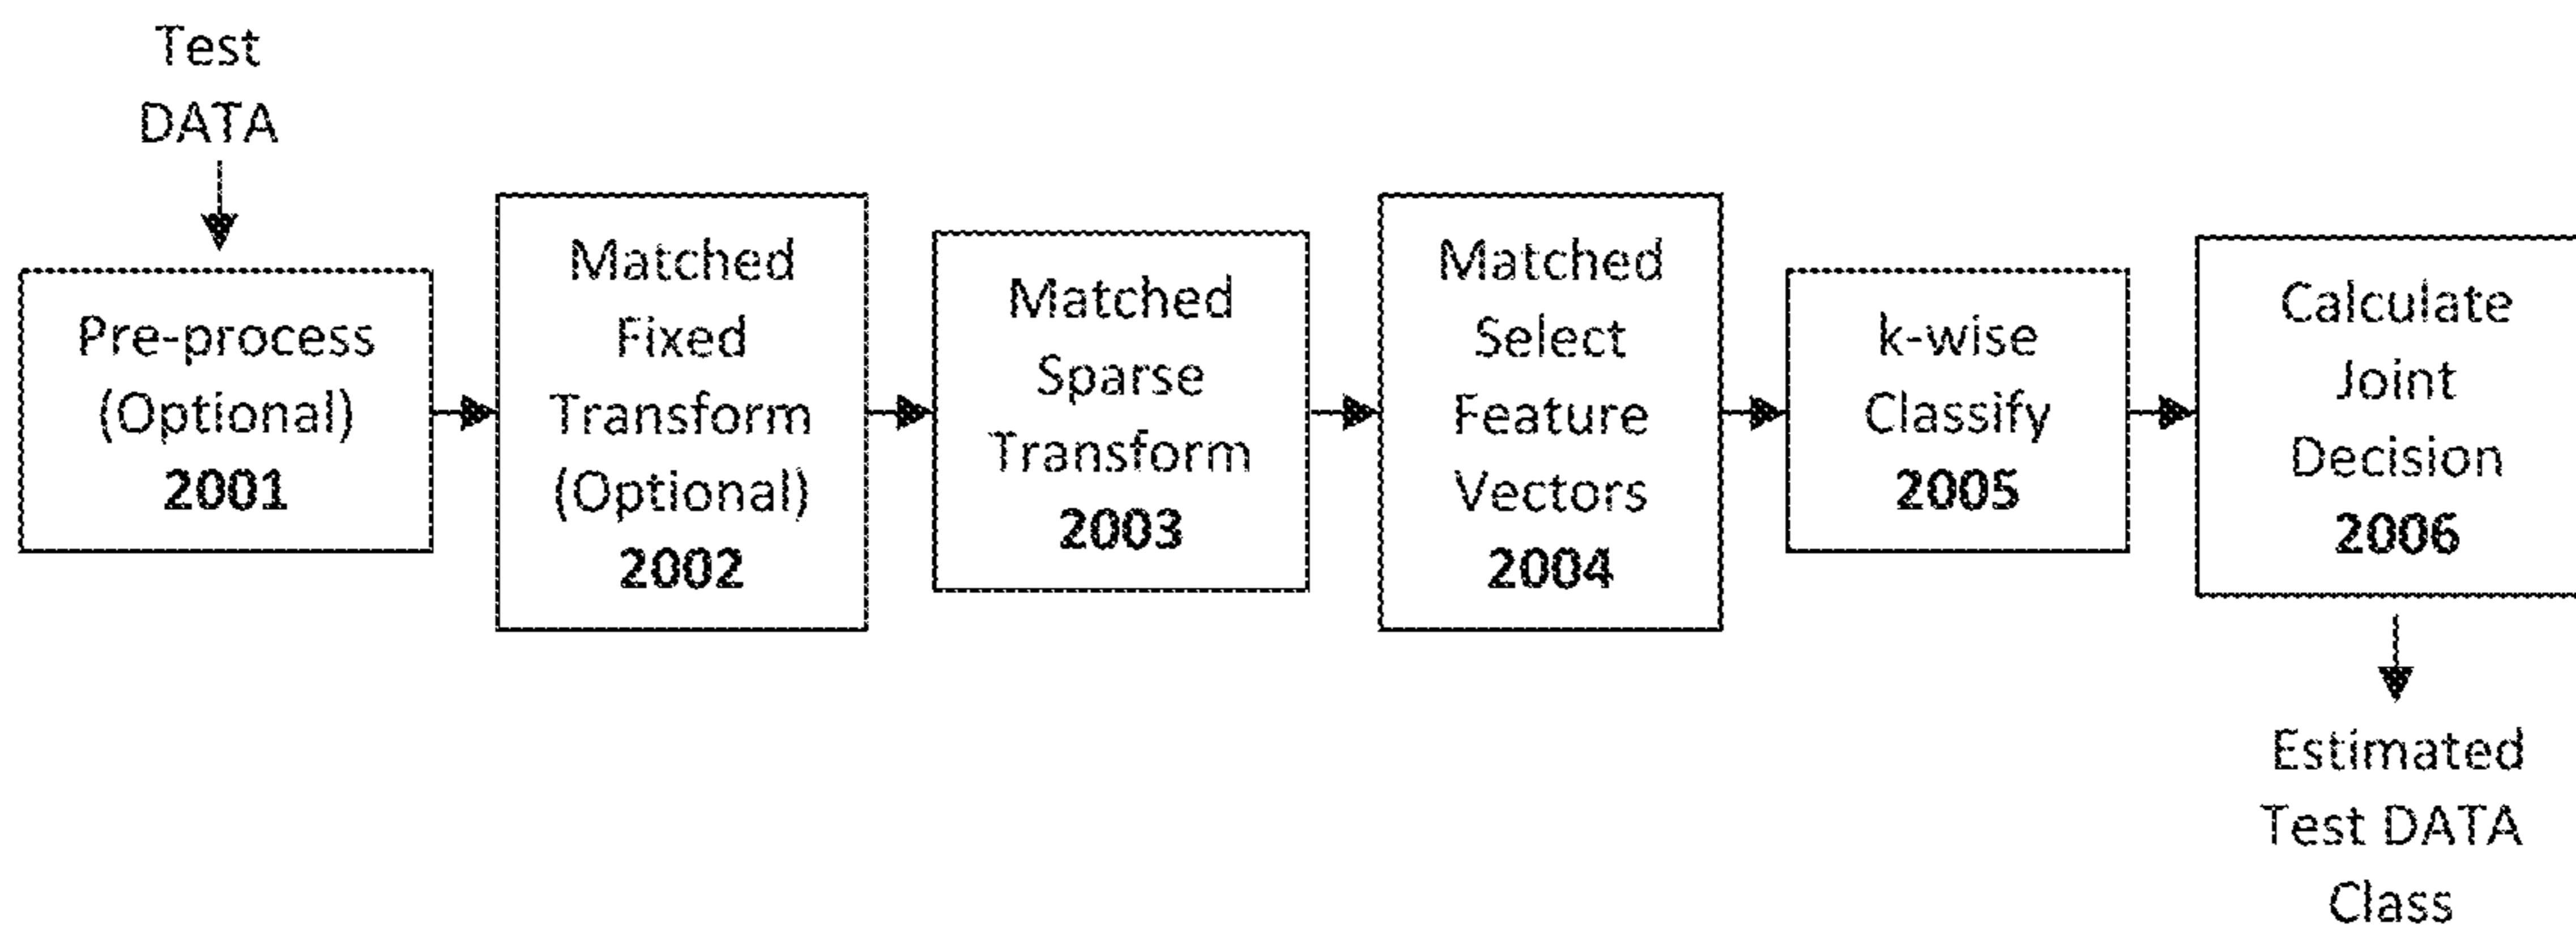 Test
DATA
Pre-process
(Optional)
2001
Matched
Fixed
Transform
(Optional)
2002
Matched
Sparse
Transform
2003
Matched
Select
Feature
Vectors
2004
k-wise
Classify
2005
Calculate
Joint
Decision
2006
Estimated
Test DATA
Class